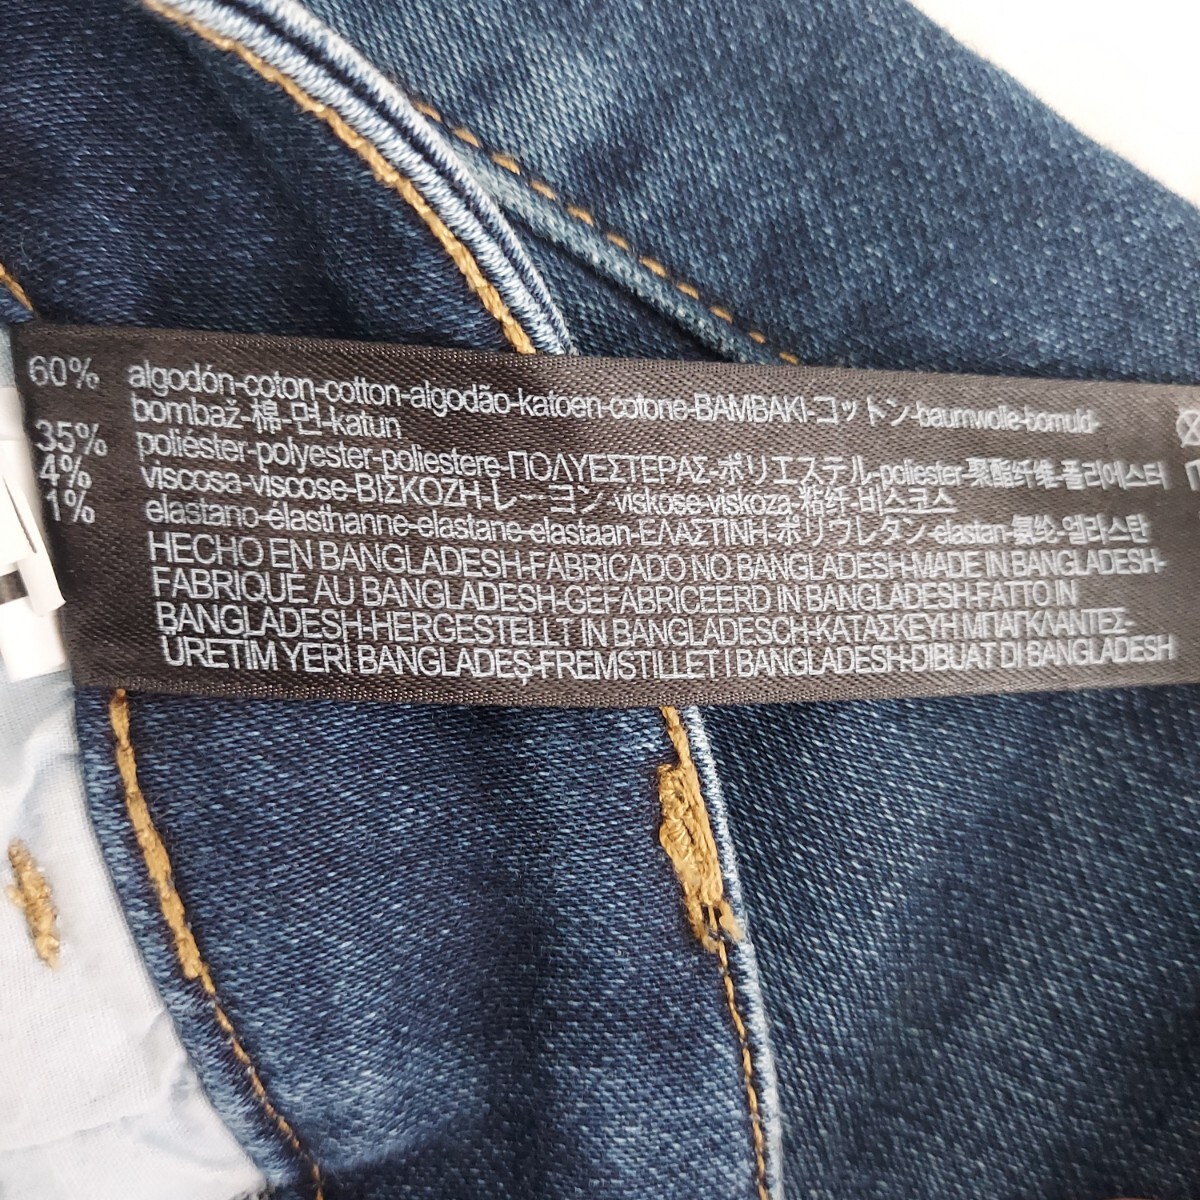 60% algodón-coton-cotton-algodão-katoen-cotone-BAMBAKI-コットン-baumwolle-bomuld-
bombaž-棉-면-katun
35% poliéster-polyester-poliestere-ΠΟΛΥΕΣΤΕΡΑΣ-ポリエステル-poliester-聚酯纤维-폴리에스터
4% viscosa-viscose-ΒΙΣΚΟΖΗ-レーヨン-viskose-viskoza-粘纤-비스코스
1% elastano-élasthanne-elastane-elastaan-ΕΛΑΣΤΙΝΗ-ポリウレタン-elastan-氨纶-엘라스탄
HECHO EN BANGLADESH-FABRICADO NO BANGLADESH-MADE IN BANGLADESH-
FABRIQUÉ AU BANGLADESH-GEFABRICEERD IN BANGLADESH-FATTO IN
BANGLADESH-HERGESTELLT IN BANGLADESCH-ΚΑΤΑΣΚΕΥΗ ΜΠΑΓΚΛΑΝΤΕΣ-
ÜRETİM YERİ BANGLADEŞ-FREMSTILLET I BANGLADESH-DIBUAT DI BANGLADESH